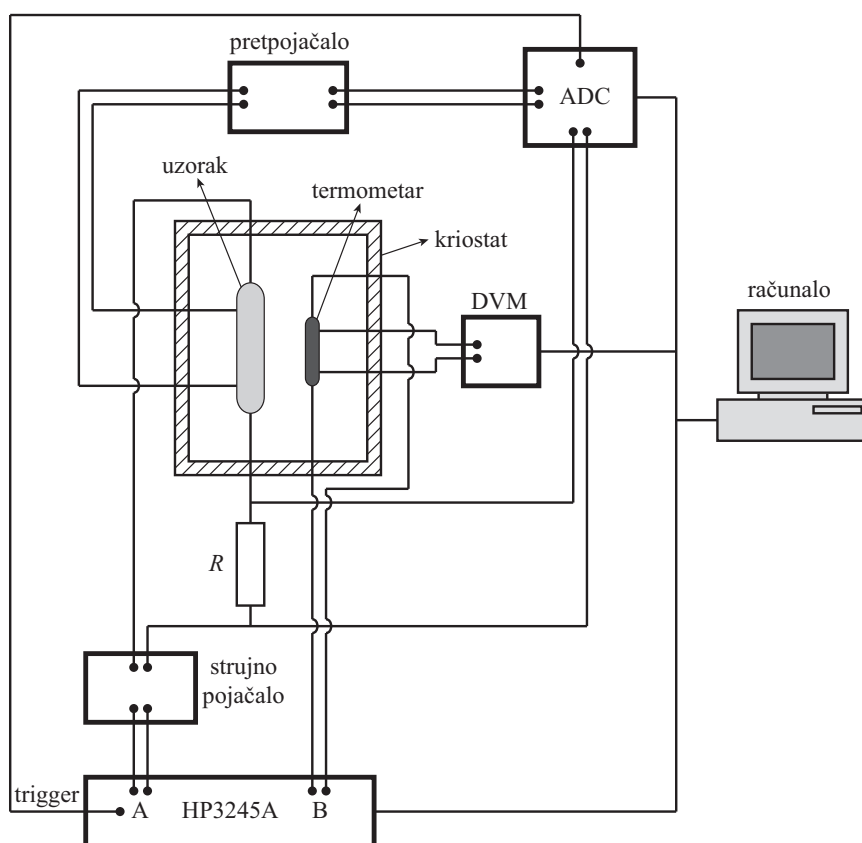 pretpojačalo
ADC
uzorak
termometar
kriostat
DVM
računalo
R
strujno
pojačalo
trigger
A HP3245A B